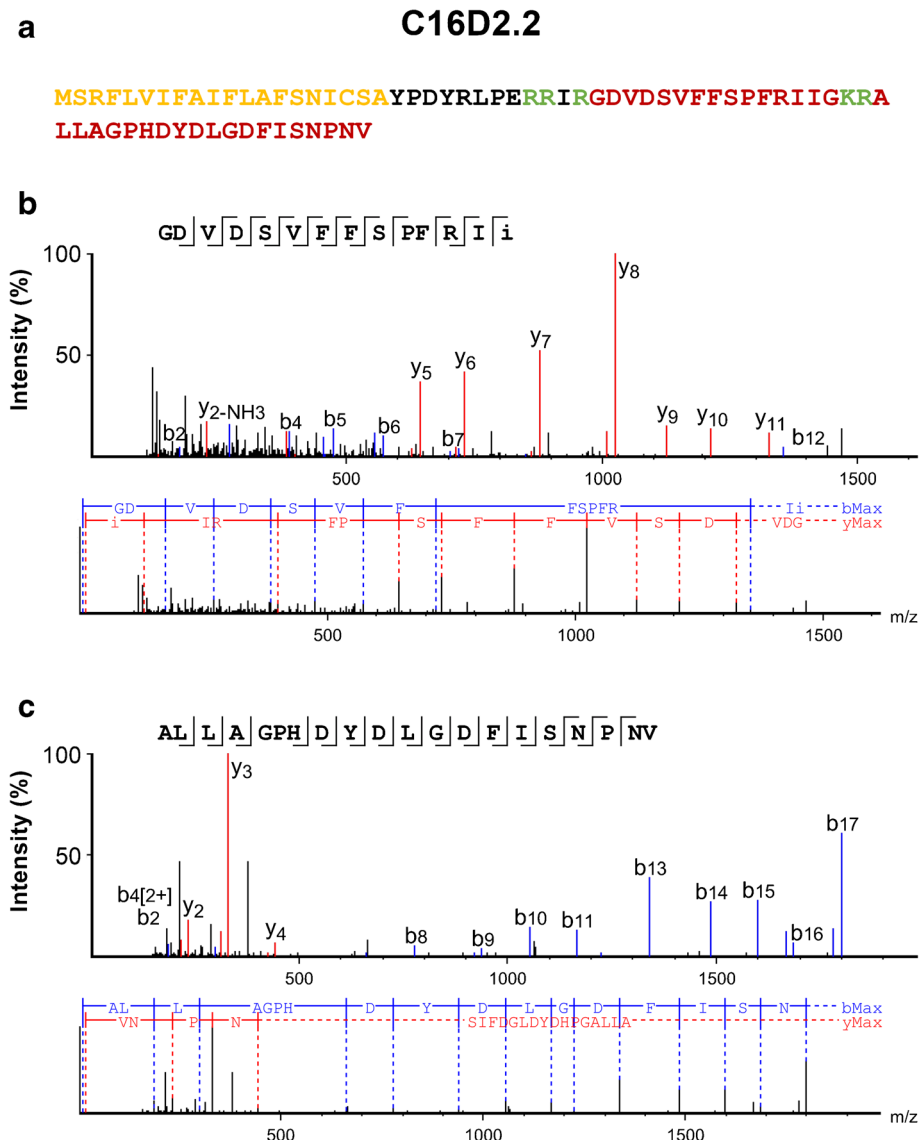 C16D2.2
a
MSRFLVIFAIFLAFSNICSAYPDYRLPERRIRGDVDSVFFSPFRIIGKRA
LLAGPHDYDLGDFISNPNV
b
GD V D S V F F S PF R I i
Intensity (%)
100
50
b2
y2-NH3
b4
b5
b6
y5
y6
b7
y7
y8
y9
y10
y11
b12
500
1000
1500
GD V D S V F FSPFR Ii bMax
i IR FP S F F V S D VDG yMax
500
1000
1500
m/z
c
AL L A GPH D Y D L G D F I S N P NV
Intensity (%)
100
50
b4[2+]
b2
y2
y3
y4
b8
b9
b10
b11
b13
b14
b15
b16
b17
500
1000
1500
AL L AGPH D Y D L G D F I S N bMax
VN P N SIFDGLDYDHPGALLA yMax
500
1000
1500
m/z